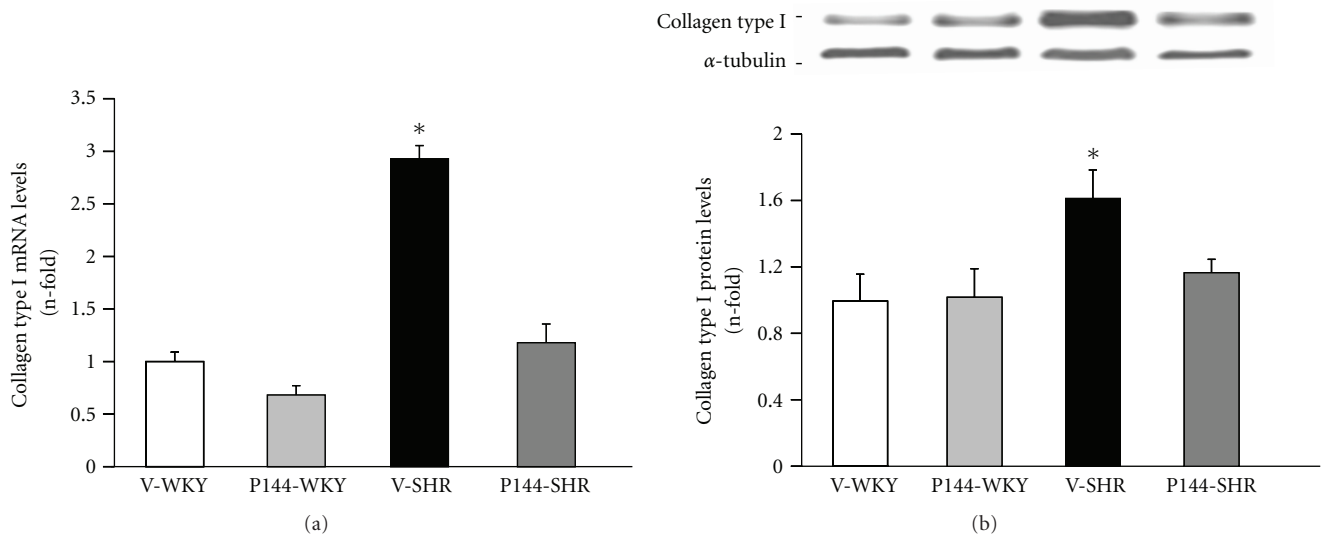 Collagen type I -
α-tubulin -
3.5
3
2.5
2
1.5
1
0.5
0
Collagen type I mRNA levels
(n-fold)
*
V-WKY P144-WKY V-SHR P144-SHR
(a)
2
1.6
1.2
0.8
0.4
0
Collagen type I protein levels
(n-fold)
*
V-WKY P144-WKY V-SHR P144-SHR
(b)